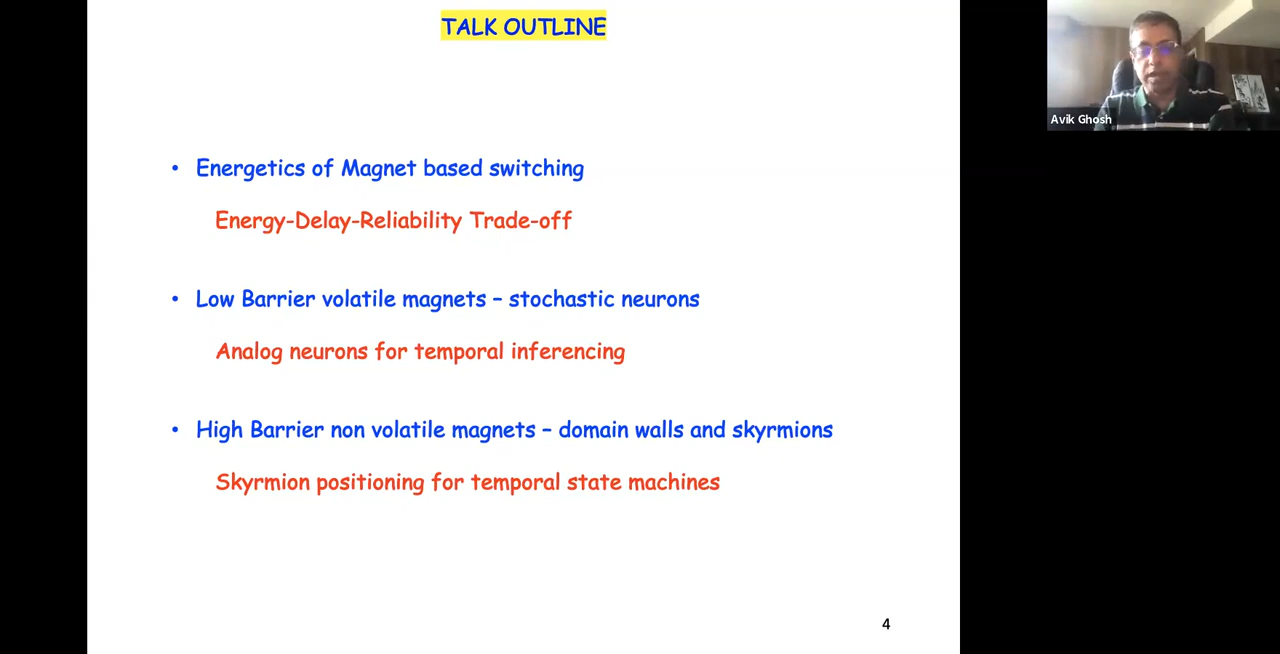 TALK OUTLINE
Avik Ghosh
• Energetics of Magnet based switching
Energy-Delay-Reliability Trade-off
• Low Barrier volatile magnets – stochastic neurons
Analog neurons for temporal inferencing
• High Barrier non volatile magnets – domain walls and skyrmions
Skyrmion positioning for temporal state machines
4